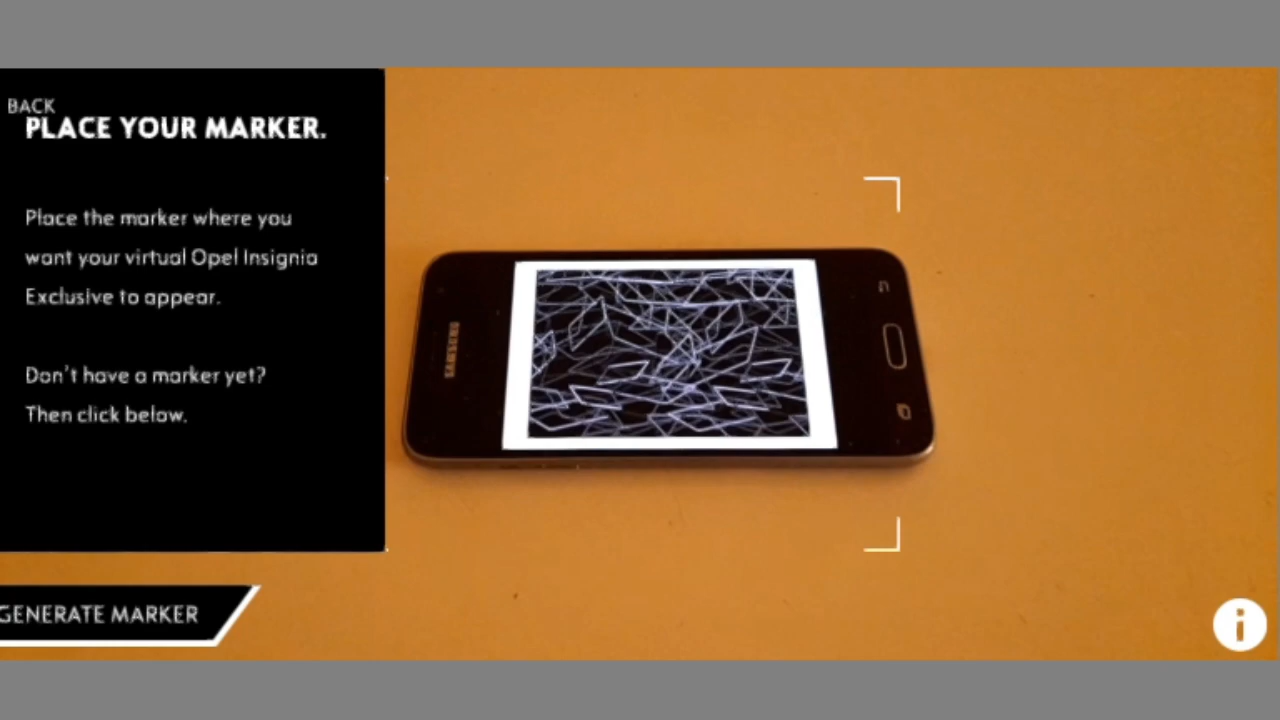 BACK
PLACE YOUR MARKER.
Place the marker where you
want your virtual Opel Insignia
Exclusive to appear.
Don't have a marker yet?
Then click below.
GENERATE MARKER
SAMSUNG
i